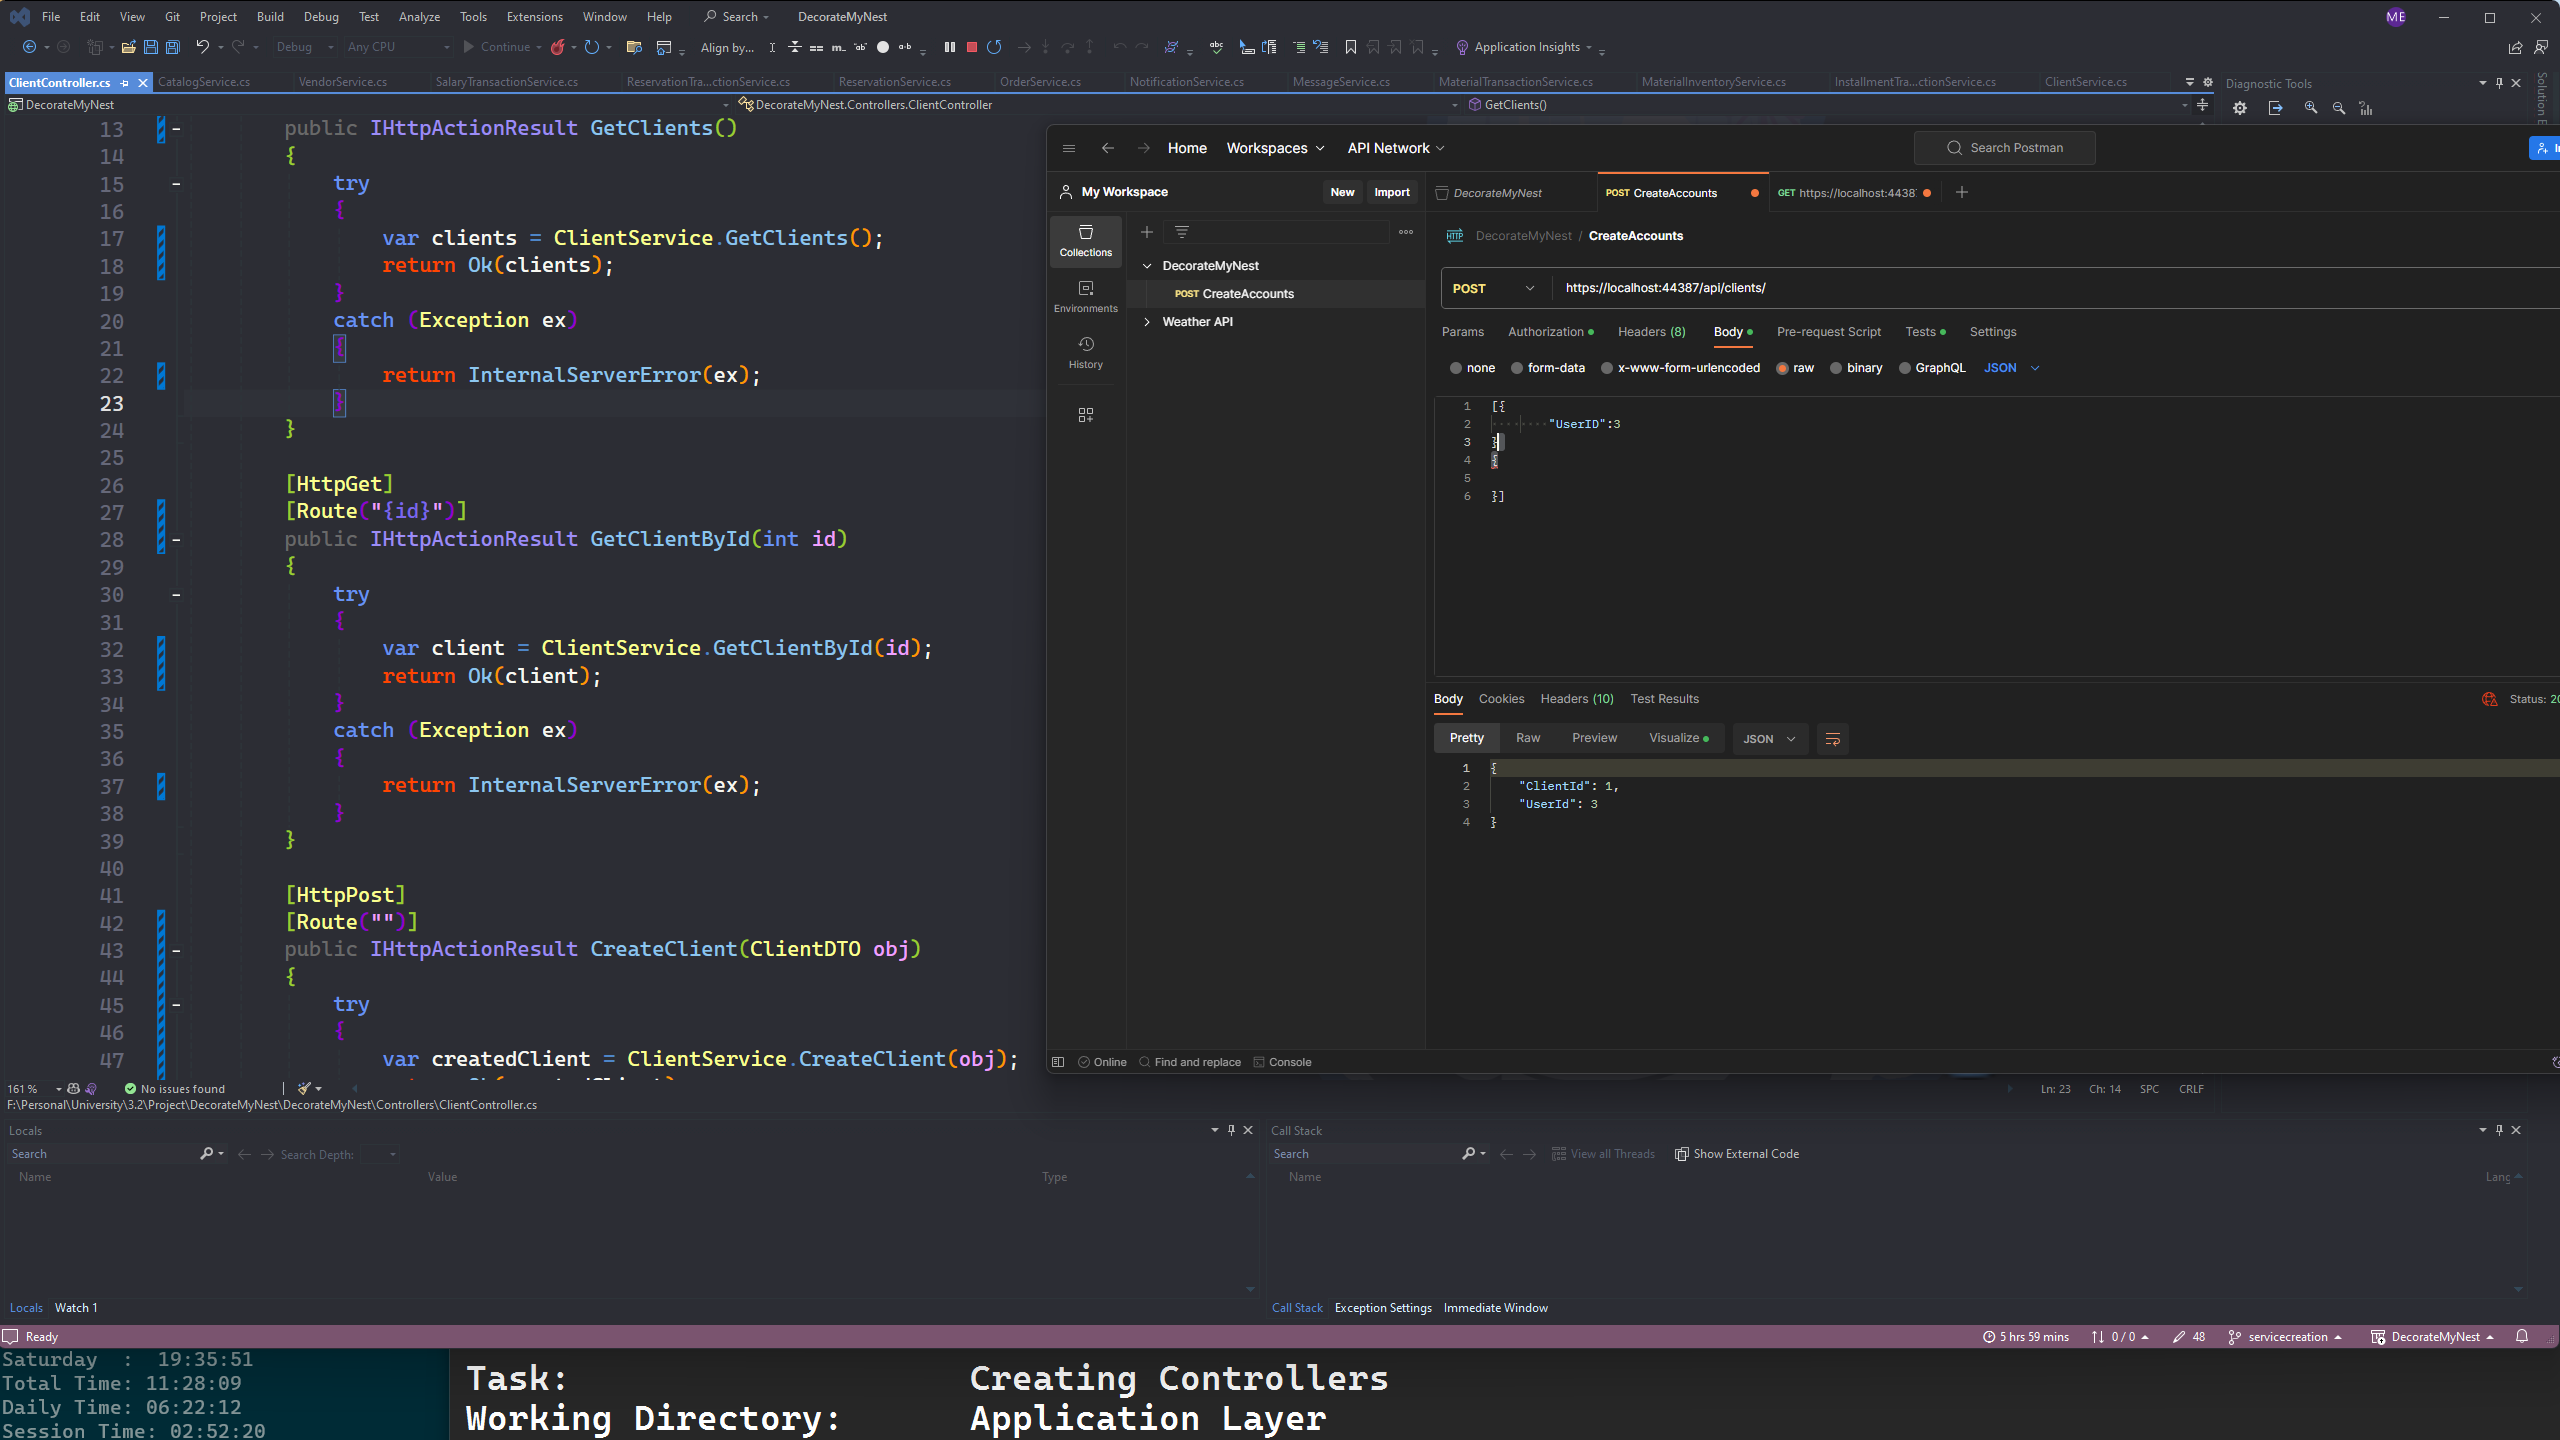 File Edit View Git Project Build Debug Test Analyze Tools Extensions Window Help Search DecorateMyNest ME
Debug Any CPU Continue Align by... Application Insights
ClientController.cs CatalogService.cs VendorService.cs SalaryTransactionService.cs ReservationTra...ctionService.cs ReservationService.cs OrderService.cs NotificationService.cs MessageService.cs MaterialTransactionService.cs MaterialInventoryService.cs InstallmentTra...ctionService.cs ClientService.cs Diagnostic Tools
DecorateMyNest DecorateMyNest.Controllers.ClientController GetClients()
13 public IHttpActionResult GetClients()
14 {
15 try
16 {
17 var clients = ClientService.GetClients();
18 return Ok(clients);
19 }
20 catch (Exception ex)
21 {
22 return InternalServerError(ex);
23 }
24 }
25
26 [HttpGet]
27 [Route("{id}")]
28 public IHttpActionResult GetClientById(int id)
29 {
30 try
31 {
32 var client = ClientService.GetClientById(id);
33 return Ok(client);
34 }
35 catch (Exception ex)
36 {
37 return InternalServerError(ex);
38 }
39 }
40
41 [HttpPost]
42 [Route("")]
43 public IHttpActionResult CreateClient(ClientDTO obj)
44 {
45 try
46 {
47 var createdClient = ClientService.CreateClient(obj);
Home Workspaces API Network Search Postman
My Workspace New Import DecorateMyNest POST CreateAccounts GET https://localhost:4438
Collections
Environments
History
DecorateMyNest
POST CreateAccounts
Weather API
HTTP DecorateMyNest / CreateAccounts
POST https://localhost:44387/api/clients/
Params Authorization Headers (8) Body Pre-request Script Tests Settings
none form-data x-www-form-urlencoded raw binary GraphQL JSON
1 [{
2 "UserID":3
3 }
4 {
5
6 }]
Body Cookies Headers (10) Test Results Status: 20
Pretty Raw Preview Visualize JSON
1 {
2 "ClientId": 1,
3 "UserId": 3
4 }
Online Find and replace Console
161 % No issues found Ln: 23 Ch: 14 SPC CRLF
F:\Personal\University\3.2\Project\DecorateMyNest\DecorateMyNest\Controllers\ClientController.cs
Locals
Search Search Depth:
Name Value Type
Call Stack
Search View all Threads Show External Code
Name Lang
Locals Watch 1
Call Stack Exception Settings Immediate Window
Ready 5 hrs 59 mins 0 / 0 48 servicecreation DecorateMyNest
Saturday : 19:35:51
Total Time: 11:28:09
Daily Time: 06:22:12
Session Time: 02:52:20
Task: Creating Controllers
Working Directory: Application Layer